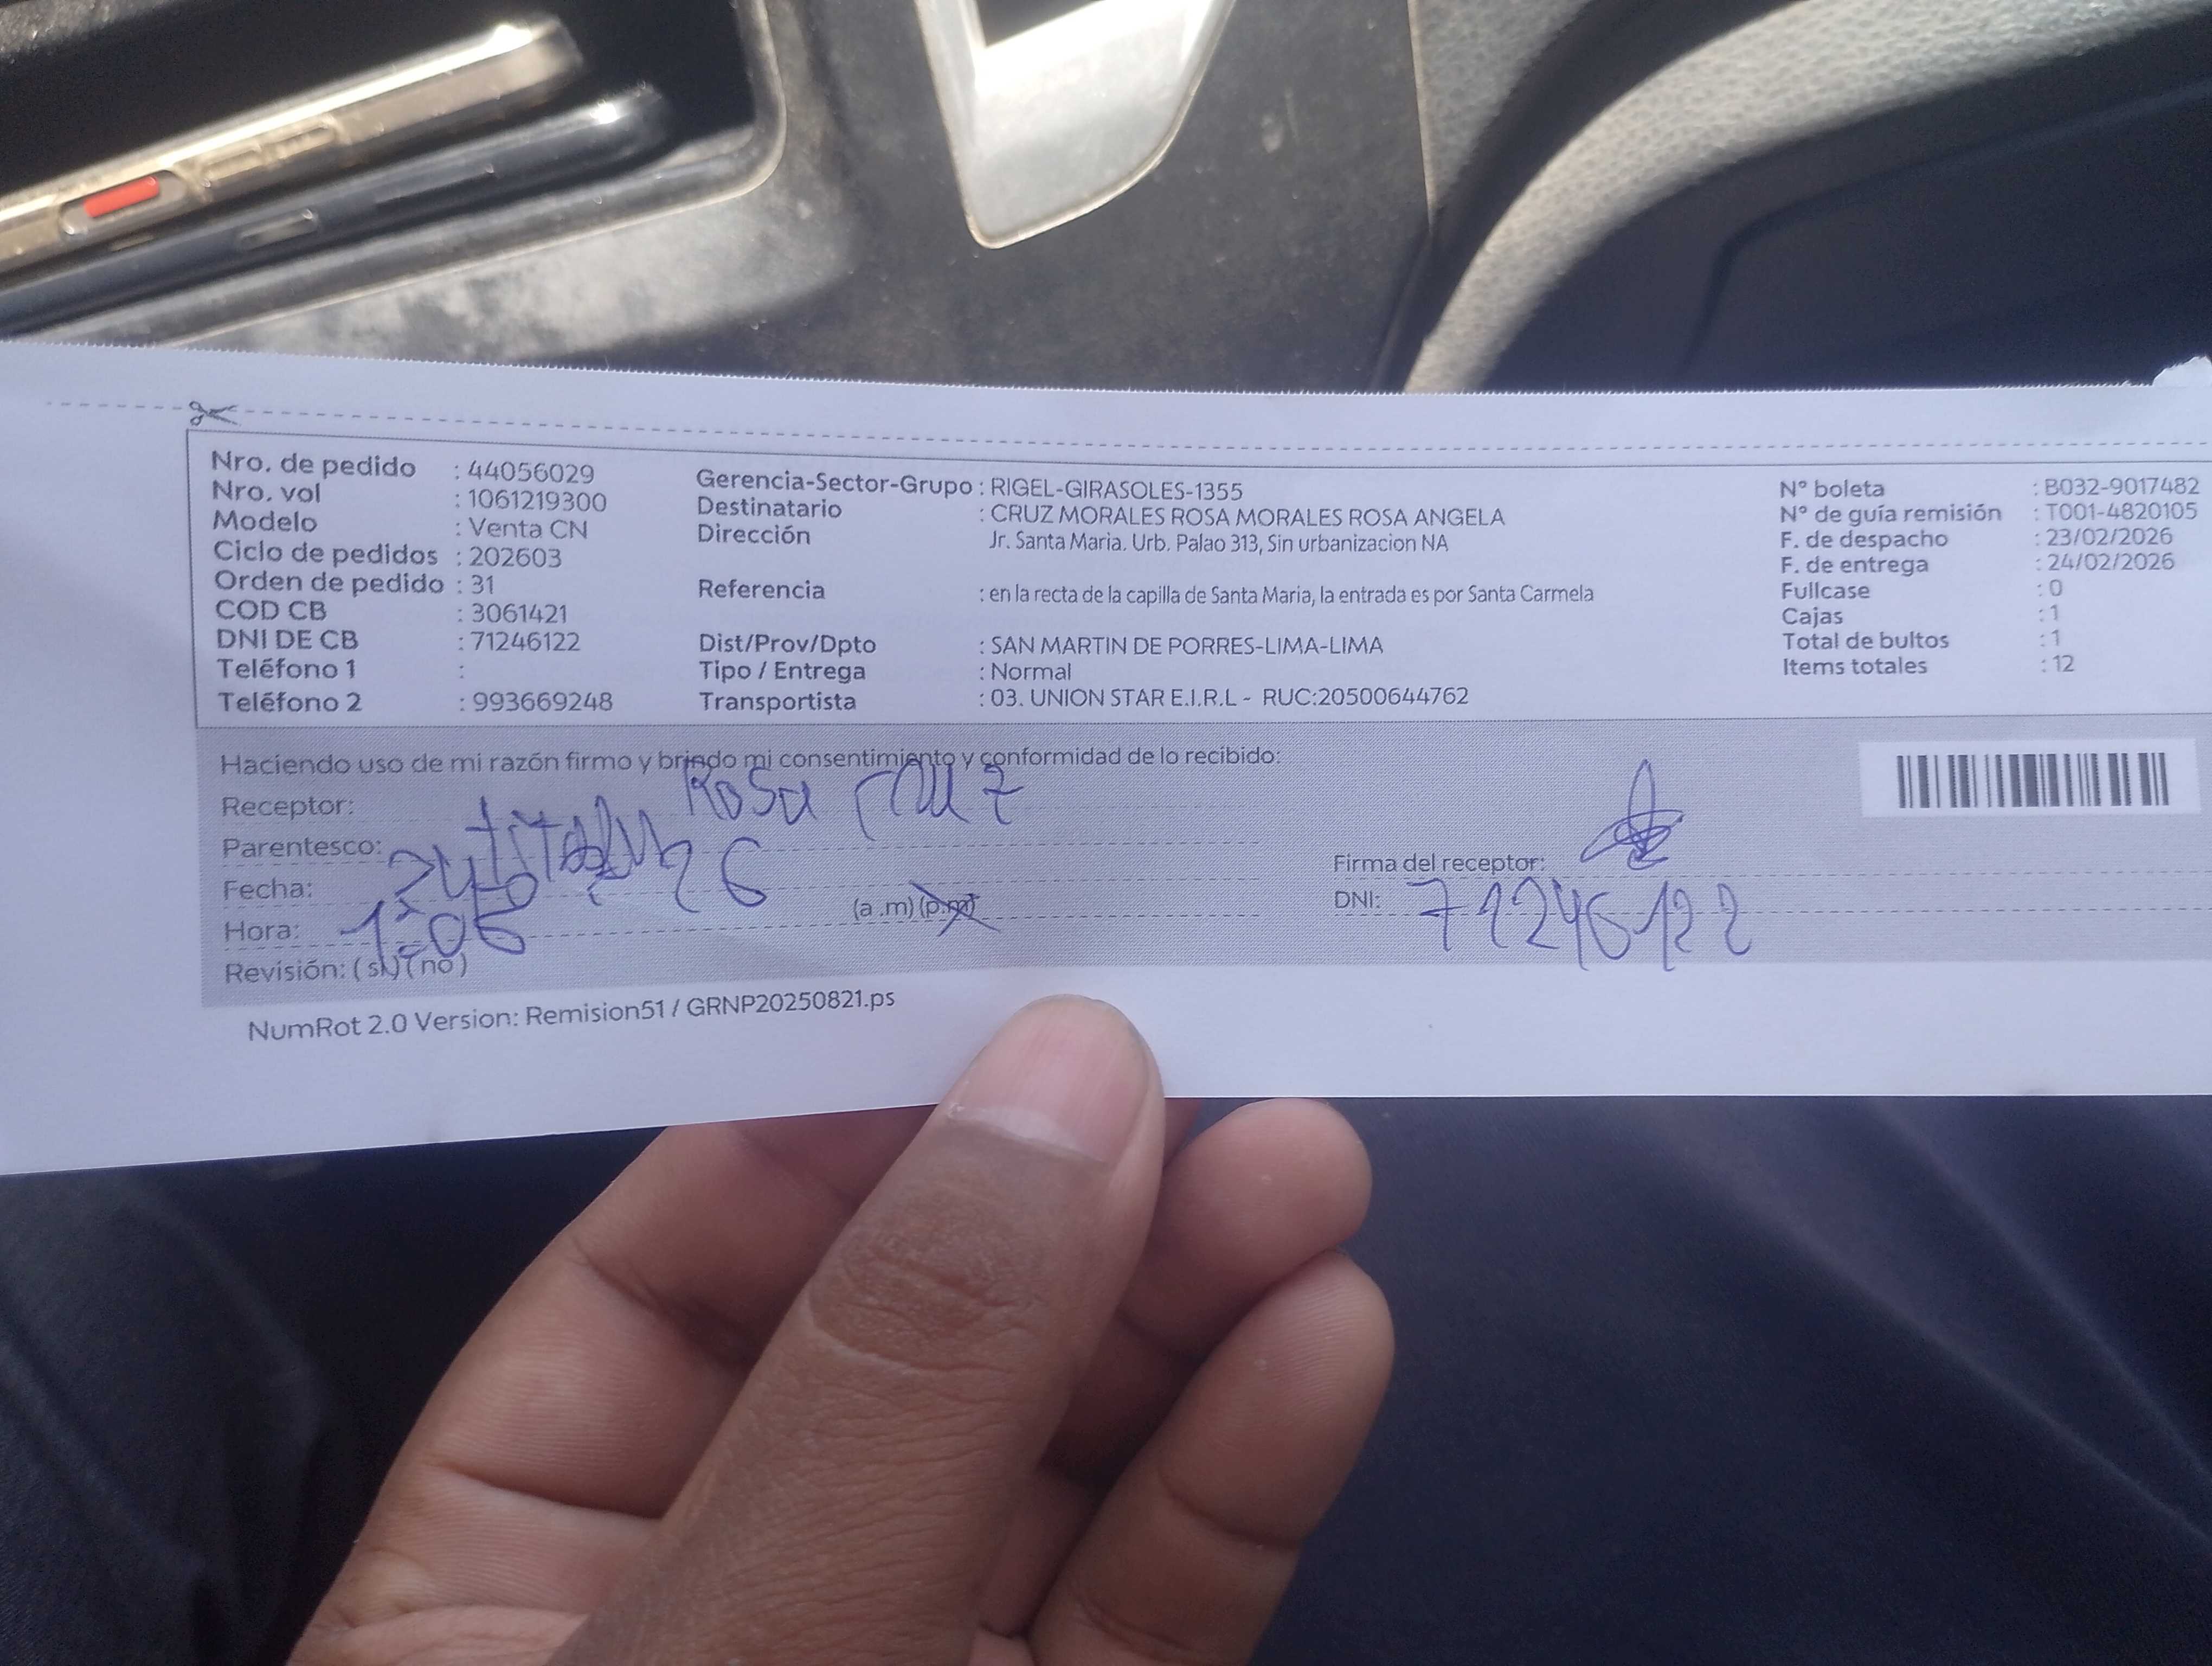 Nro. de pedido : 44056029
Nro. vol : 1061219300
Modelo : Venta CN
Ciclo de pedidos : 202603
Orden de pedido : 31
COD CB : 3061421
DNI DE CB : 71246122
Teléfono 1 :
Teléfono 2 : 993669248
Gerencia-Sector-Grupo : RIGEL-GIRASOLES-1355
Destinatario : CRUZ MORALES ROSA MORALES ROSA ANGELA
Dirección Jr. Santa Maria. Urb. Palao 313, Sin urbanizacion NA
Referencia : en la recta de la capilla de Santa Maria, la entrada es por Santa Carmela
Dist/Prov/Dpto : SAN MARTIN DE PORRES-LIMA-LIMA
Tipo / Entrega : Normal
Transportista : 03. UNION STAR E.I.R.L - RUC:20500644762
N° boleta : B032-9017482
N° de guía remisión : T001-4820105
F. de despacho : 23/02/2026
F. de entrega : 24/02/2026
Fullcase : 0
Cajas : 1
Total de bultos : 1
Items totales : 12
Haciendo uso de mi razón firmo y brindo mi consentimiento y conformidad de lo recibido:
Receptor: Rosa cruz
Parentesco: titular
Fecha: 24 26
Hora: 1:06 (a .m) (p.m)
Revisión: ( si ) ( no )
Firma del receptor:
DNI: 71246122
NumRot 2.0 Version: Remision51 / GRNP20250821.ps